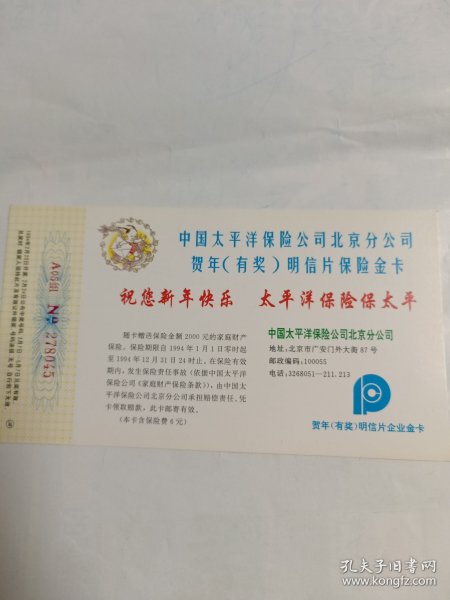 中国太平洋保险公司北京分公司
贺年(有奖)明信片保险金卡
祝您新年快乐 太平洋保险保太平
随卡赠送保险金额2000元的家庭财产
保险。保险期限自1994年1月1日零时起
至1994年12月31日24时止。在保险有效
期内,发生保险责任事故(依据中国太平洋
保险公司《家庭财产保险条款》),由中国太
平洋保险公司北京分公司承担赔偿责任。凭
卡领取赔款,此卡邮寄有效。
(本卡含保险费6元)
中国太平洋保险公司北京分公司
地址:北京市广安门外大街87号
邮政编码:100055
电话:3268051—211.213
贺年(有奖)明信片企业金卡
№ 278045
孔夫子旧书网
www.kongfz.com